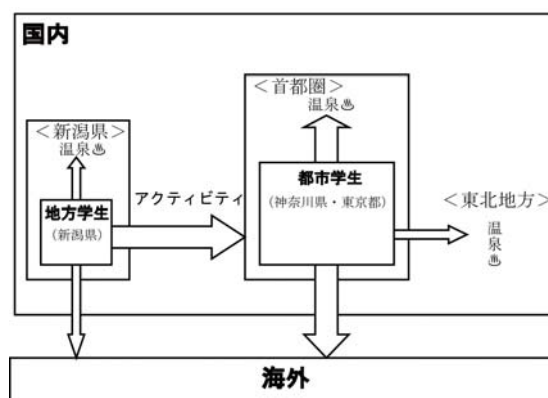 国内
＜新潟県＞
温泉♨
地方学生
（新潟県）
アクティビティ
＜首都圏＞
温泉♨
都市学生
（神奈川県・東京都）
＜東北地方＞
温泉♨
海外